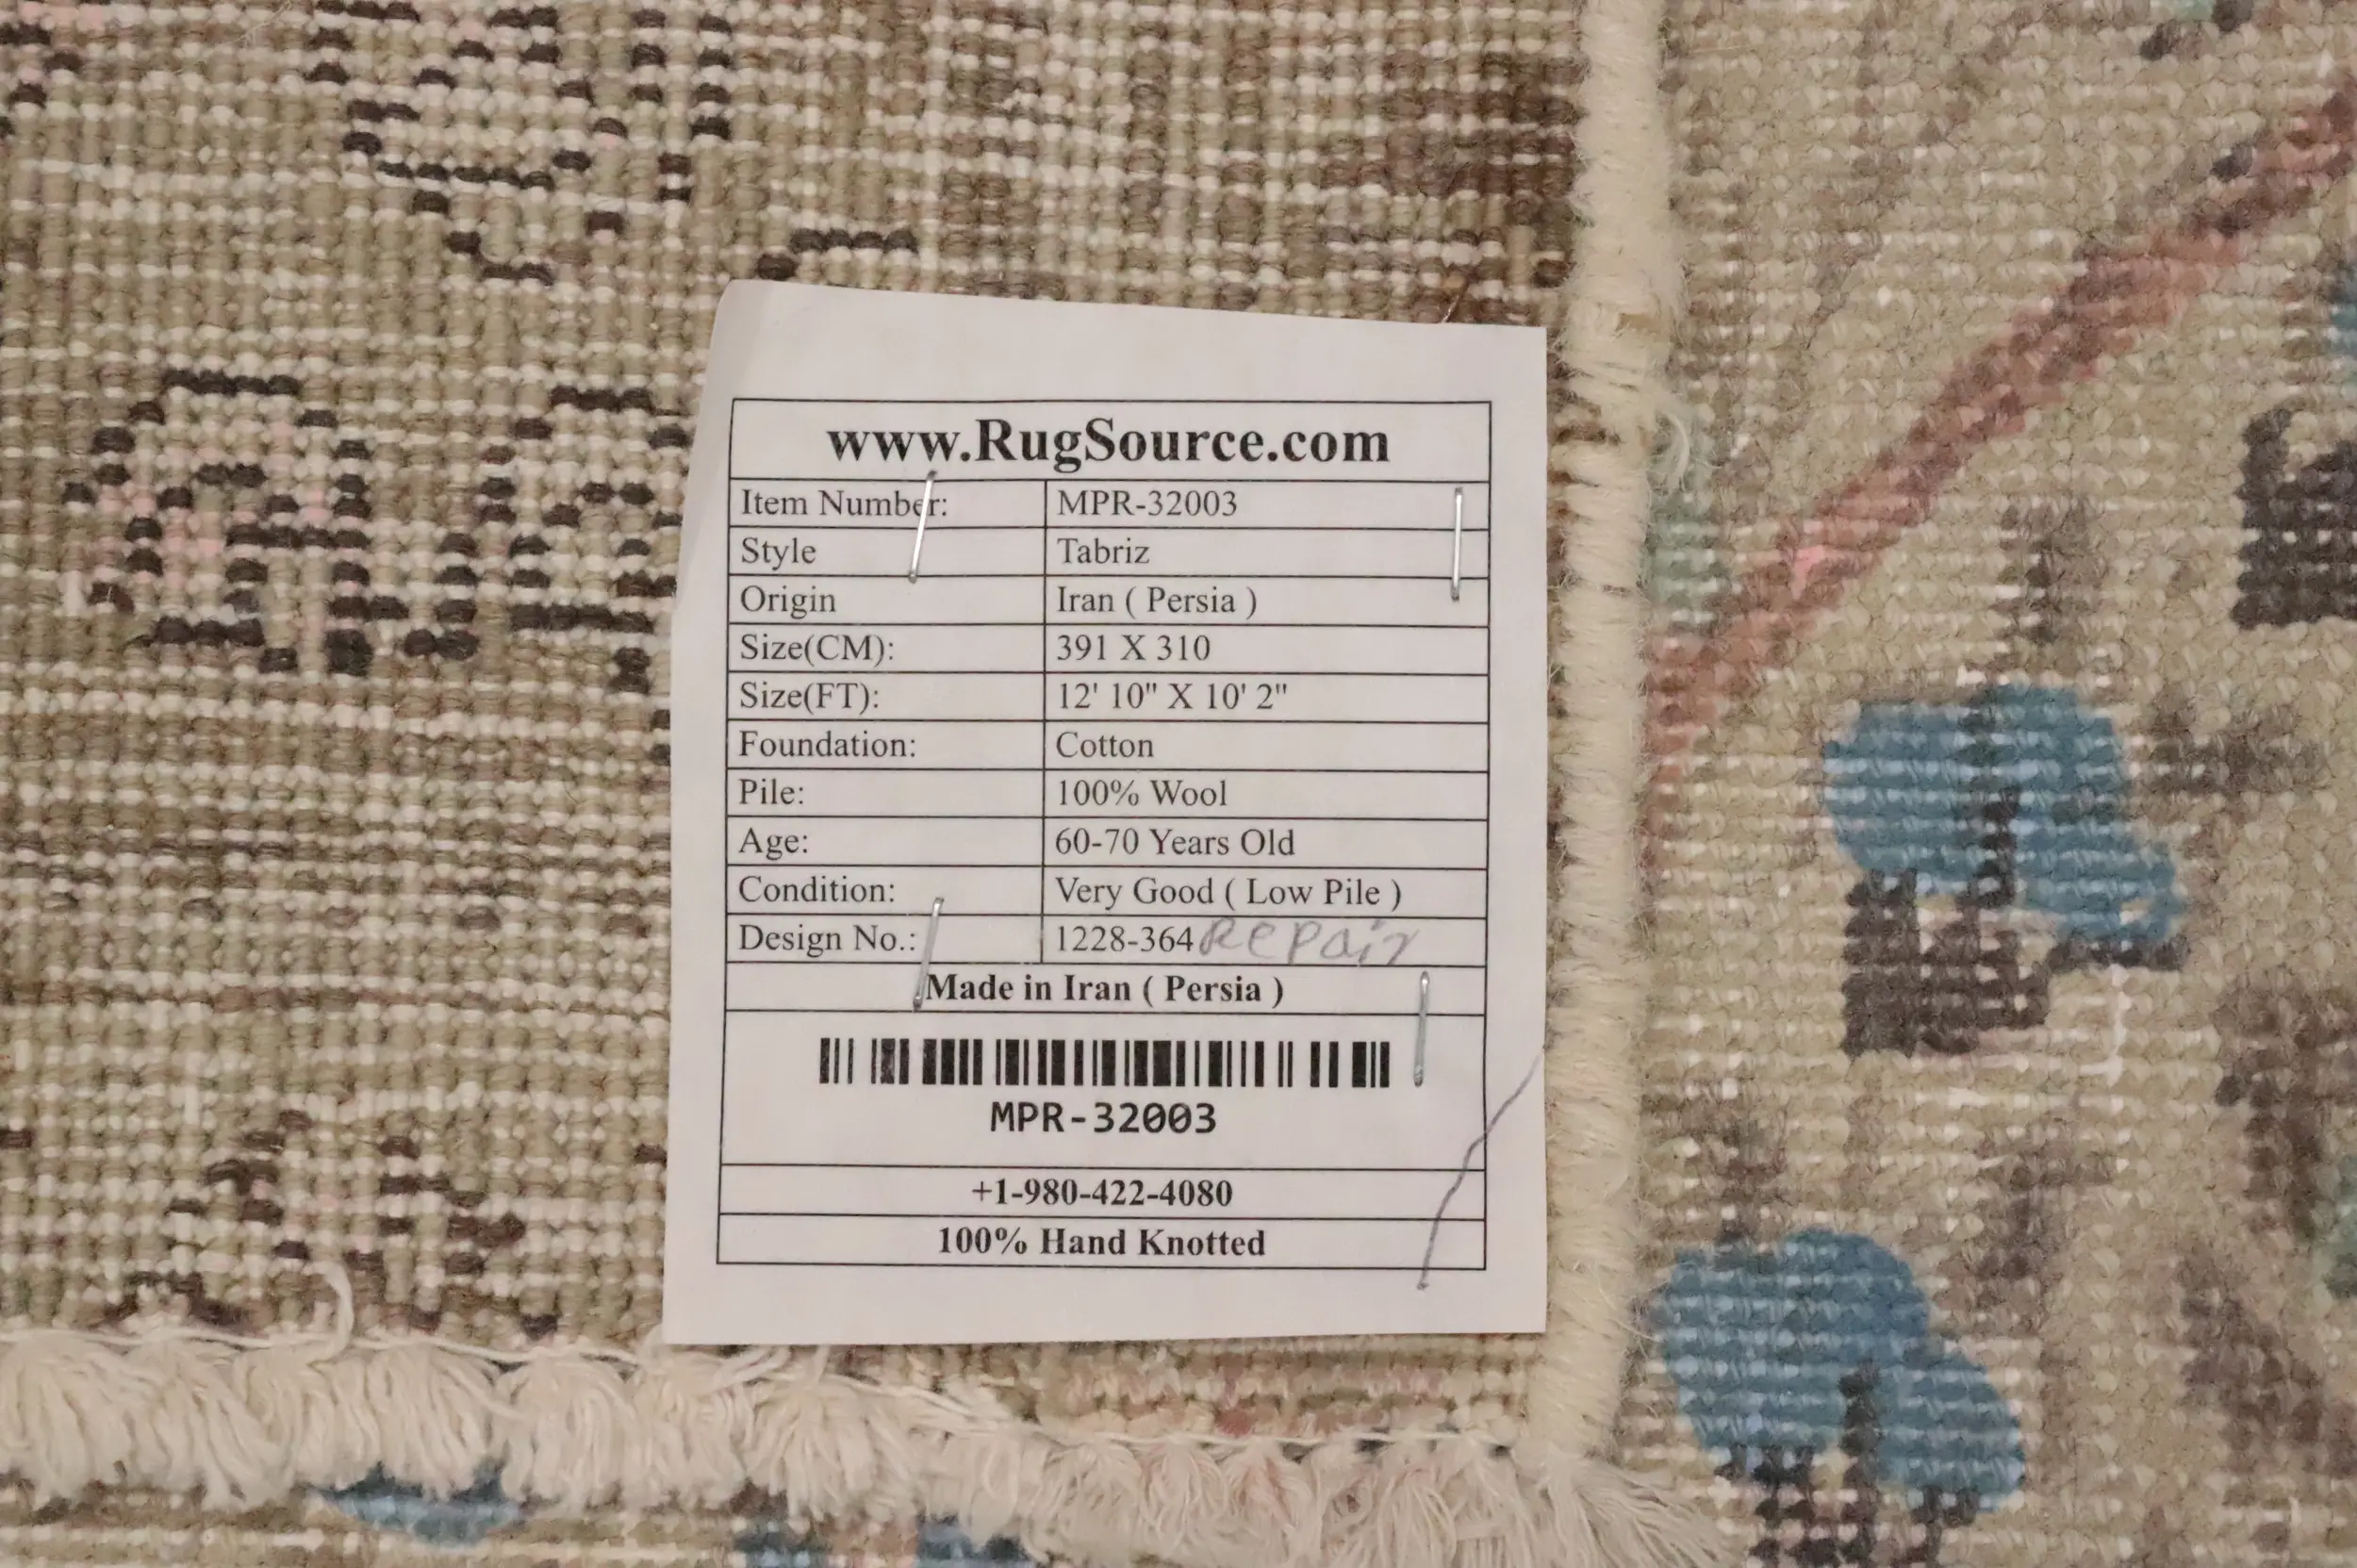 www.RugSource.com
Item Number: MPR-32003
Style Tabriz
Origin Iran ( Persia )
Size(CM): 391 X 310
Size(FT): 12' 10" X 10' 2"
Foundation: Cotton
Pile: 100% Wool
Age: 60-70 Years Old
Condition: Very Good ( Low Pile )
Design No.: 1228-364 Repair
Made in Iran ( Persia )
MPR-32003
+1-980-422-4080
100% Hand Knotted